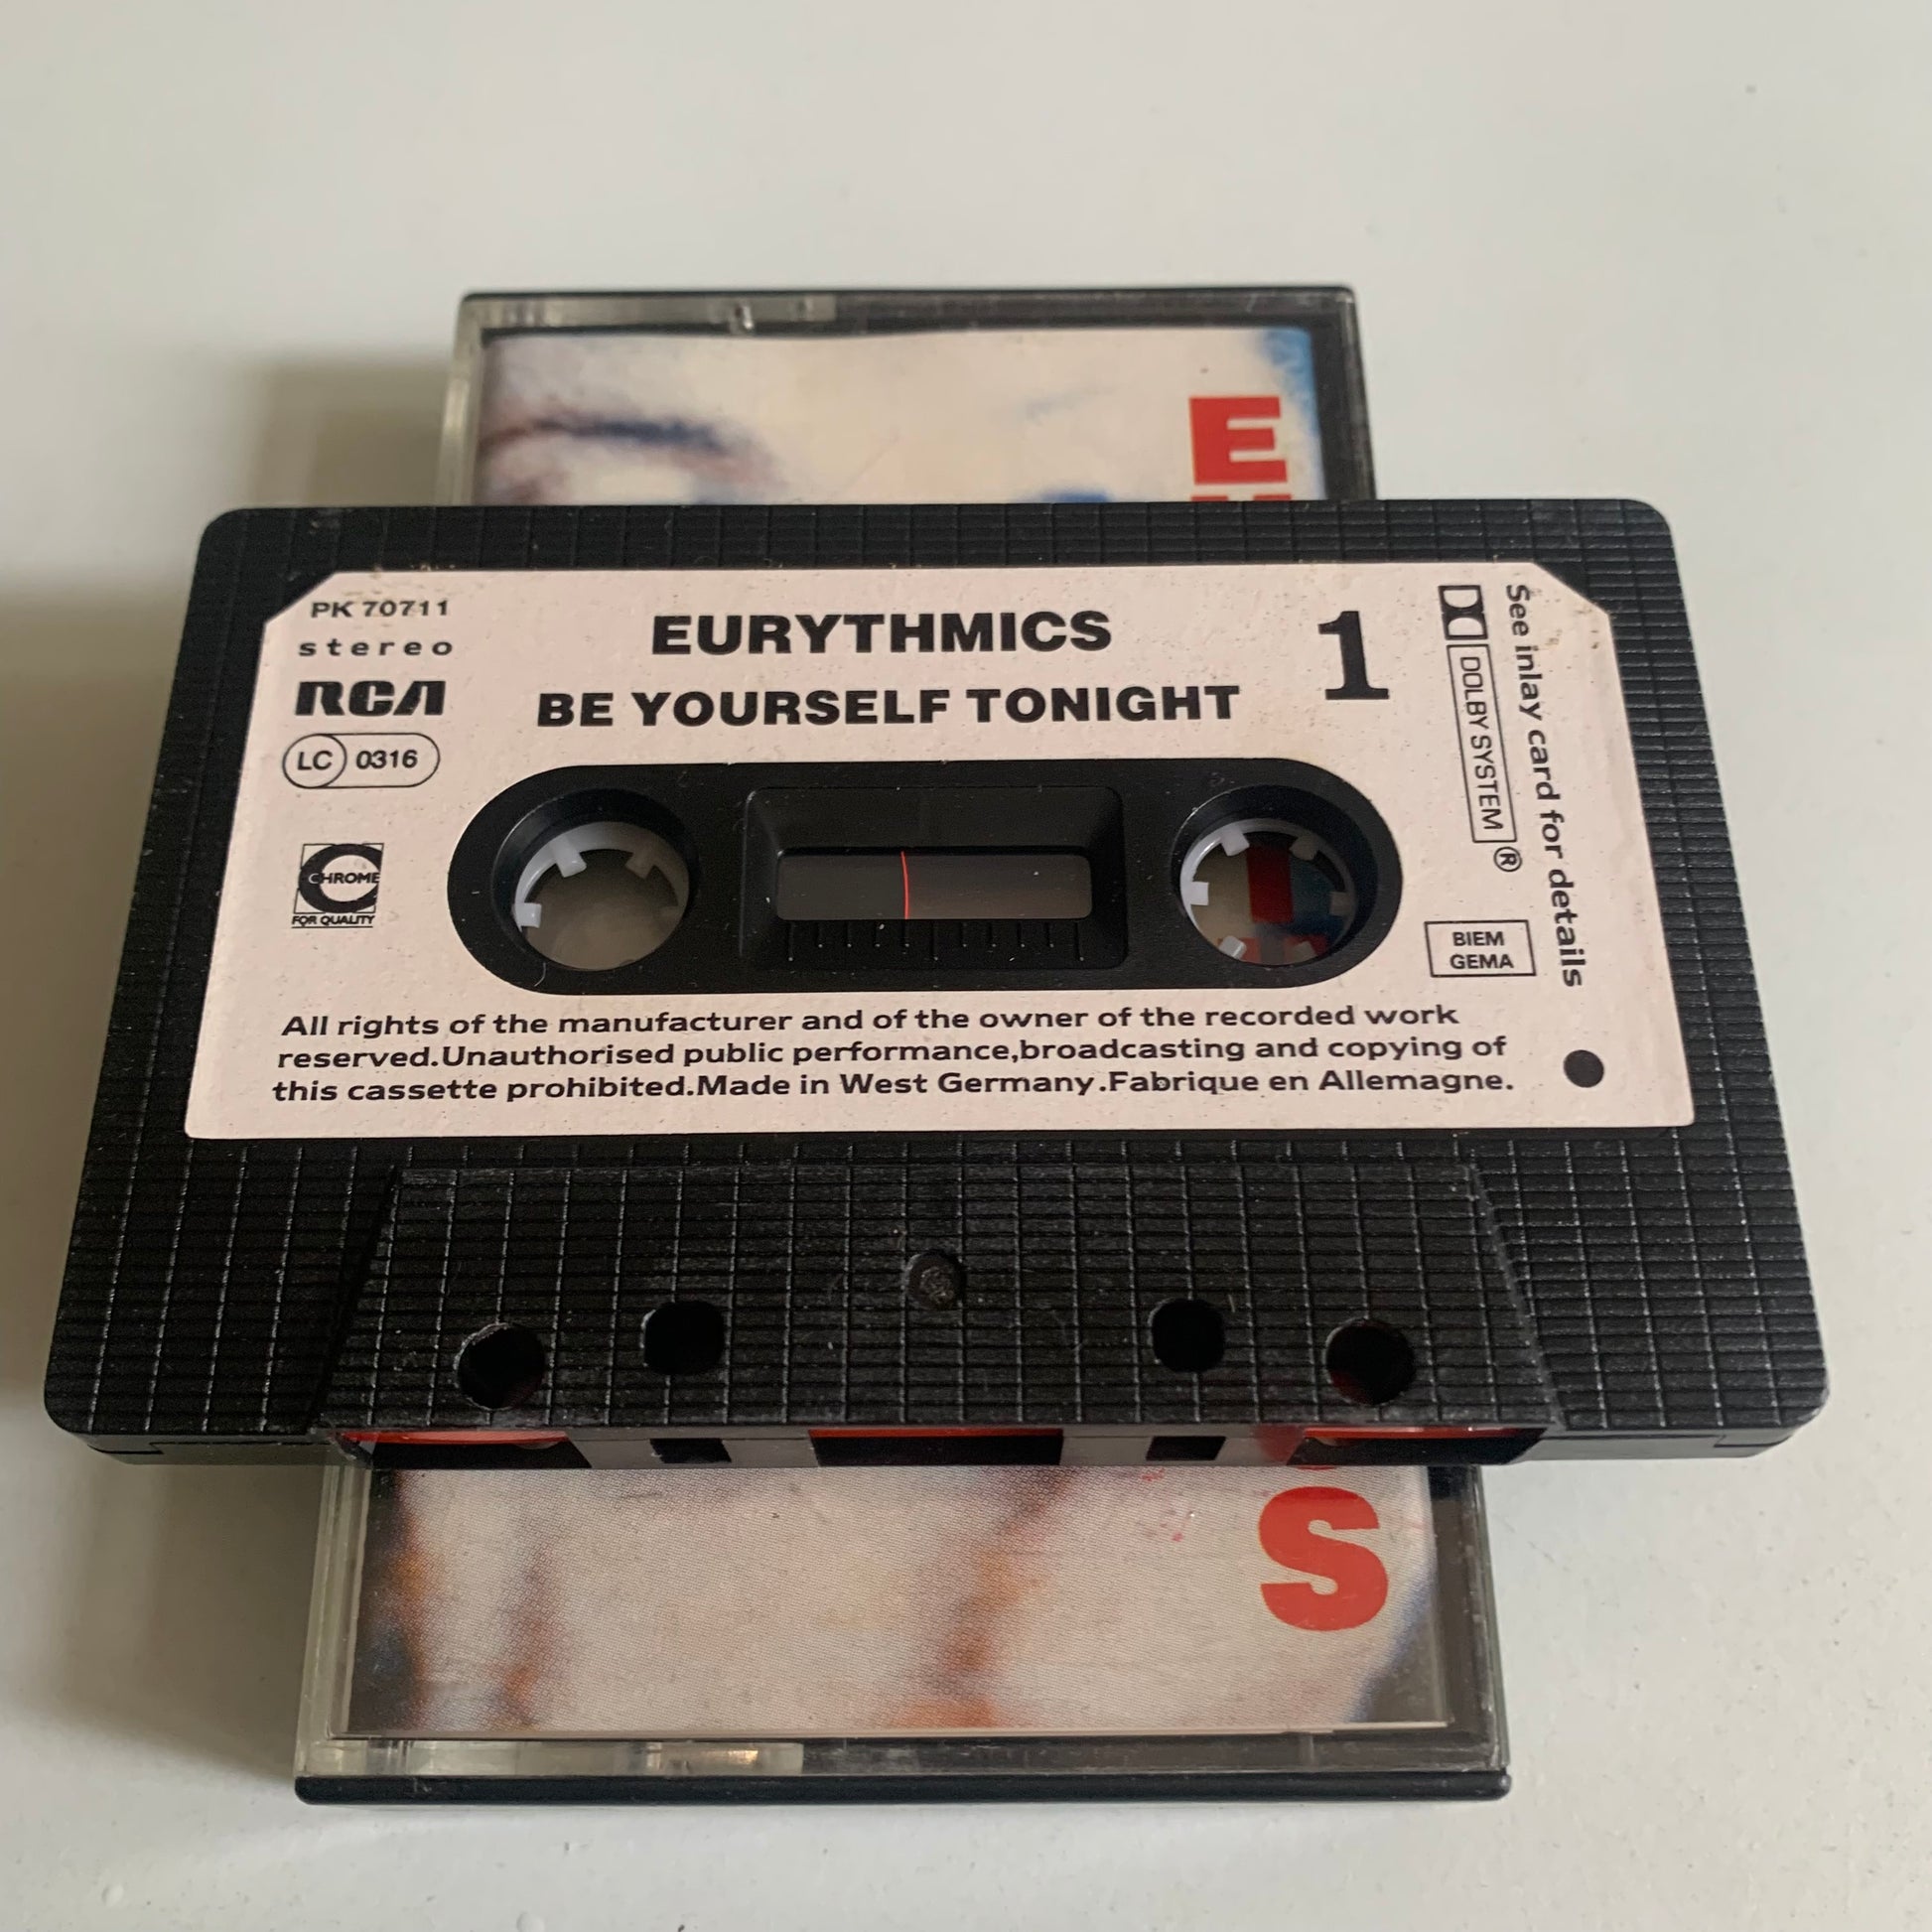 E
PK 70711
stereo
RCA
LC 0316
EURYTHMICS
BE YOURSELF TONIGHT
1
DOLBY SYSTEM ®
See inlay card for details
CHROME
FOR QUALITY
BIEM
GEMA
All rights of the manufacturer and of the owner of the recorded work
reserved.Unauthorised public performance,broadcasting and copying of
this cassette prohibited.Made in West Germany.Fabrique en Allemagne.
S